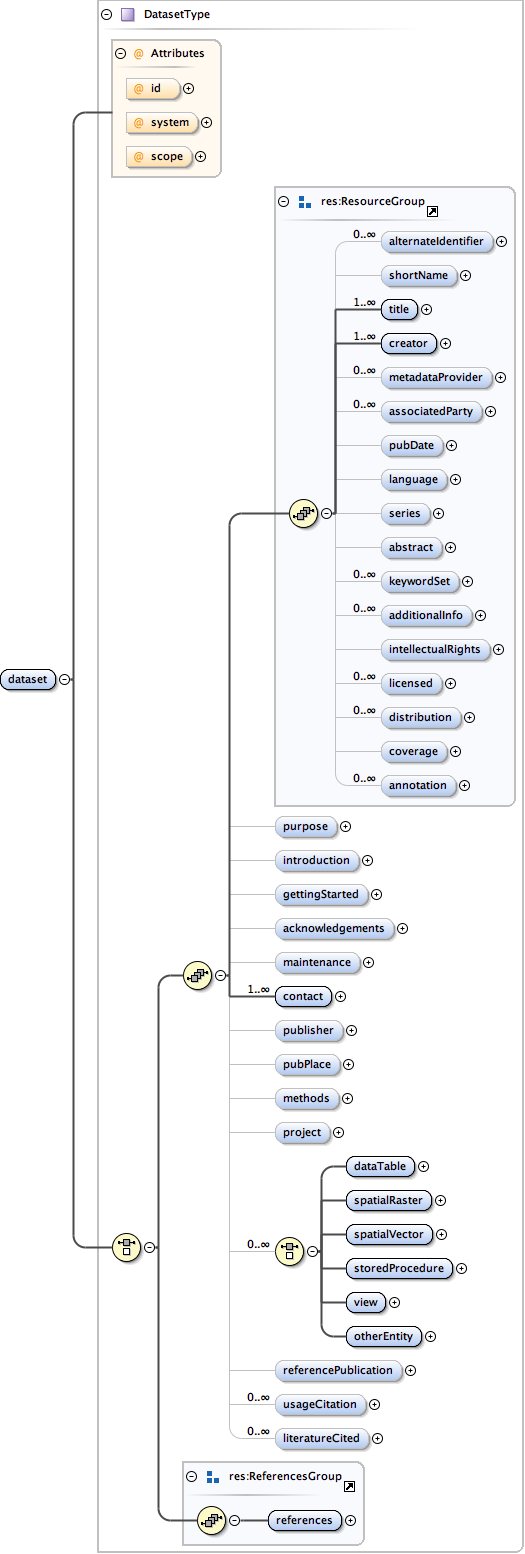 DatasetType
@ Attributes
@ id
@ system
@ scope
res:ResourceGroup
0..∞ alternateIdentifier
shortName
1..∞ title
1..∞ creator
0..∞ metadataProvider
0..∞ associatedParty
pubDate
language
series
abstract
0..∞ keywordSet
0..∞ additionalInfo
intellectualRights
0..∞ licensed
0..∞ distribution
coverage
0..∞ annotation
dataset
purpose
introduction
gettingStarted
acknowledgements
maintenance
1..∞ contact
publisher
pubPlace
methods
project
0..∞
dataTable
spatialRaster
spatialVector
storedProcedure
view
otherEntity
referencePublication
0..∞ usageCitation
0..∞ literatureCited
res:ReferencesGroup
references